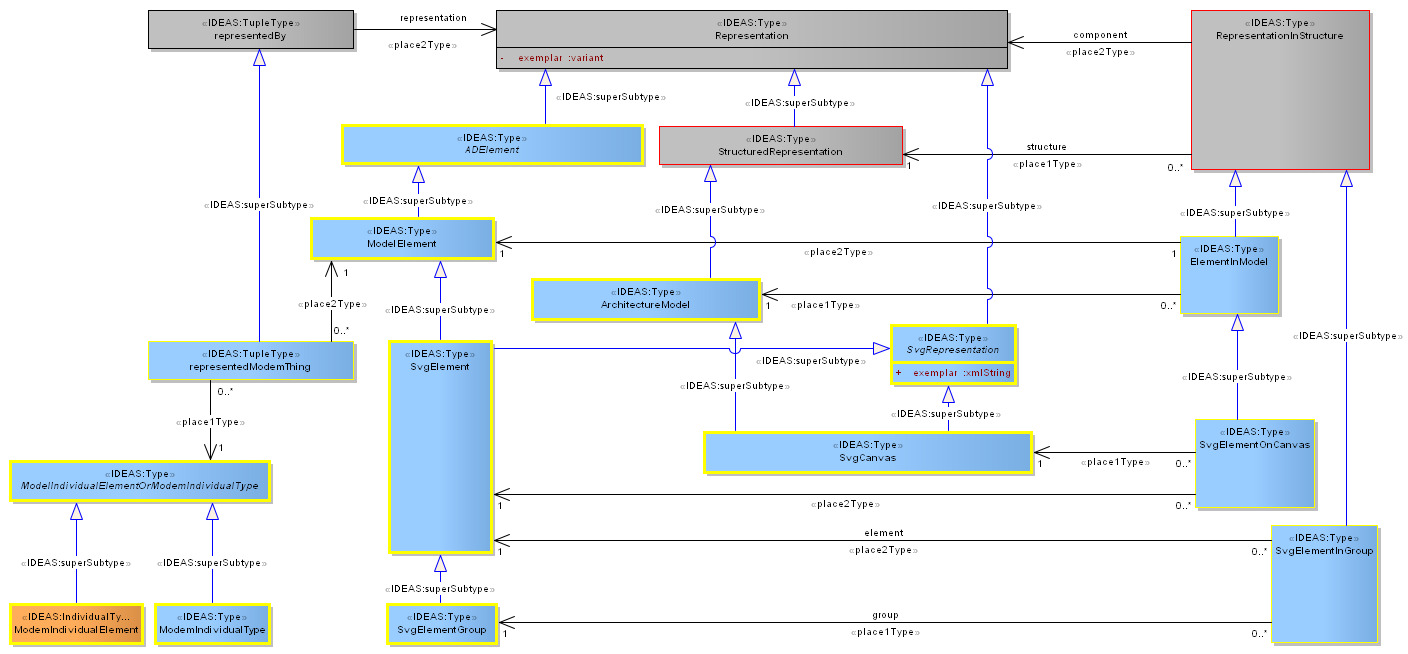 «IDEAS:TupleType»
representedBy
representation
«place2Type»
«IDEAS:Type»
Representation
- exemplar :variant
component
«place2Type»
«IDEAS:Type»
RepresentationInStructure
«IDEAS:superSubtype»
«IDEAS:superSubtype»
«IDEAS:Type»
ADElement
«IDEAS:Type»
StructuredRepresentation
1
structure
«place1Type»
0..*
«IDEAS:superSubtype»
«IDEAS:superSubtype»
«IDEAS:superSubtype»
«IDEAS:superSubtype»
«IDEAS:superSubtype»
«IDEAS:Type»
ModelElement
1
«place2Type»
1
«IDEAS:Type»
ElementInModel
1
«place2Type»
0..*
«IDEAS:superSubtype»
«IDEAS:Type»
ArchitectureModel
1
«place1Type»
0..*
«IDEAS:superSubtype»
«IDEAS:TupleType»
representedModemThing
«IDEAS:Type»
SvgElement
«IDEAS:superSubtype»
«IDEAS:Type»
SvgRepresentation
+ exemplar :xmlString
«IDEAS:superSubtype»
«IDEAS:superSubtype»
«IDEAS:superSubtype»
0..*
«place1Type»
1
«IDEAS:Type»
SvgCanvas
1
«place1Type»
0..*
«IDEAS:Type»
SvgElementOnCanvas
«IDEAS:Type»
ModelIndividualElementOrModemIndividualType
1
«place2Type»
0..*
element
1
«place2Type»
0..*
«IDEAS:Type»
SvgElementInGroup
«IDEAS:superSubtype»
«IDEAS:superSubtype»
«IDEAS:superSubtype»
«IDEAS:IndividualTy...
ModemIndividualElement
«IDEAS:Type»
ModemIndividualType
«IDEAS:Type»
SvgElementGroup
1
group
«place1Type»
0..*